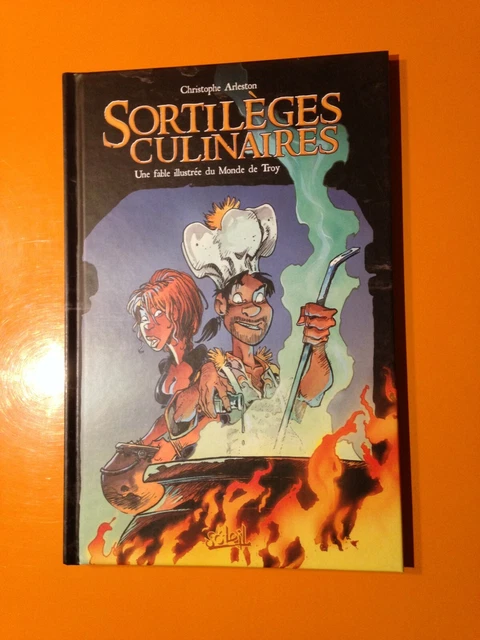 Christophe Arleston
SORTILÈGES
CULINAIRES
Une fable illustrée du Monde de Troy
SOLEIL